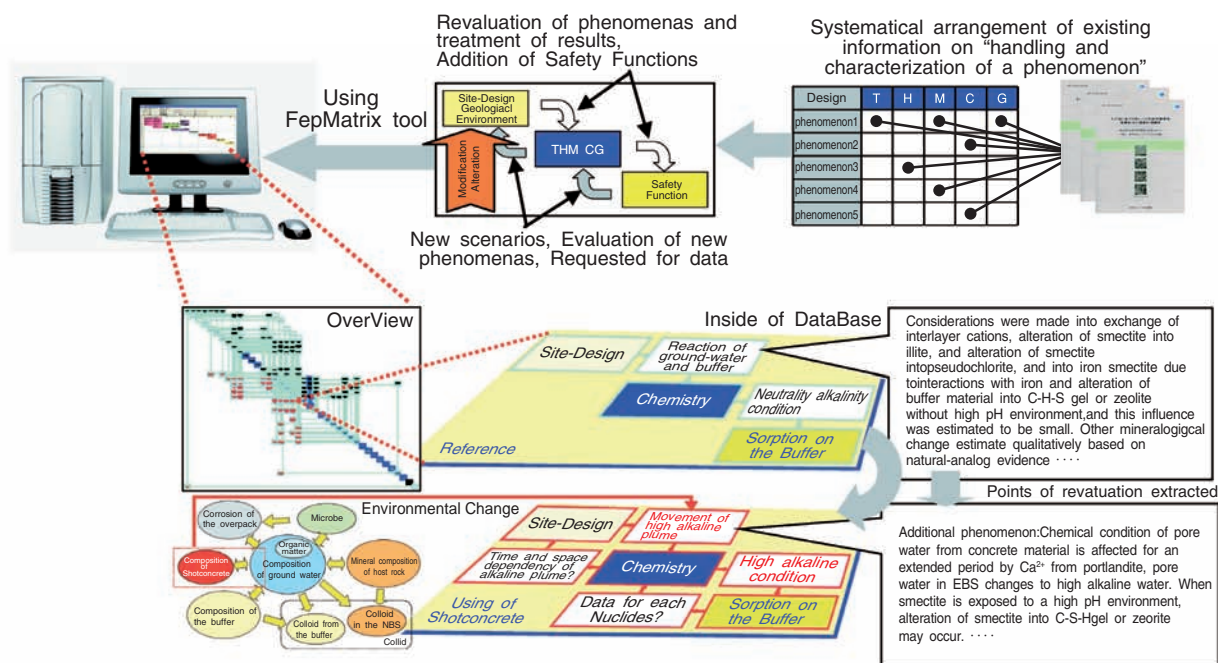 Revaluation of phenomenas and
treatment of results,
Addition of Safety Functions
Systematical arrangement of existing
information on “handling and
characterization of a phenomenon”
Using
FepMatrix tool
Site-Design
Geologiacl
Environment
THM CG
Modification
Alteration
Safety
Function
Design T H M C G
phenomenon1
phenomenon2
phenomenon3
phenomenon4
phenomenon5
New scenarios, Evaluation of new
phenomenas, Requested for data
OverView
Inside of DataBase
Site-Design
Reaction of
ground-water
and buffer
Chemistry
Neutrality alkalinity
condition
Sorption on
the Buffer
Reference
Considerations were made into exchange of
interlayer cations, alteration of smectite into
illite, and alteration of smectite
intopseudochlorite, and into iron smectite due
tointeractions with iron and alteration of
buffer material into C-H-S gel or zeolite
without high pH environment,and this influence
was estimated to be small. Other mineralogigcal
change estimate qualitatively based on
natural-analog evidence ････
Points of revatuation extracted
Environmental Change
Corrosion of
the overpack
Microbe
Organic
matter
Composition
of ground water
Composition of
Shotconcrete
Mineral composition
of host rock
Composition of
the buffer
Colloid from
the buffer
Colloid
in the NBS
Collid
Site-Design
Movement of
high alkaline
plume
Time and space
dependency of
alkaline plume?
Chemistry
High alkaline
condition
Data for each
Nuclides?
Sorption on
the Buffer
Using of
Shotconcrete
Additional phenomenon:Chemical condition of pore
water from concrete material is affected for an
extended period by Ca²⁺ from portlandite, pore
water in EBS changes to high alkaline water. When
smectite is exposed to a high pH environment,
alteration of smectite into C-S-Hgel or zeorite
may occur. ････